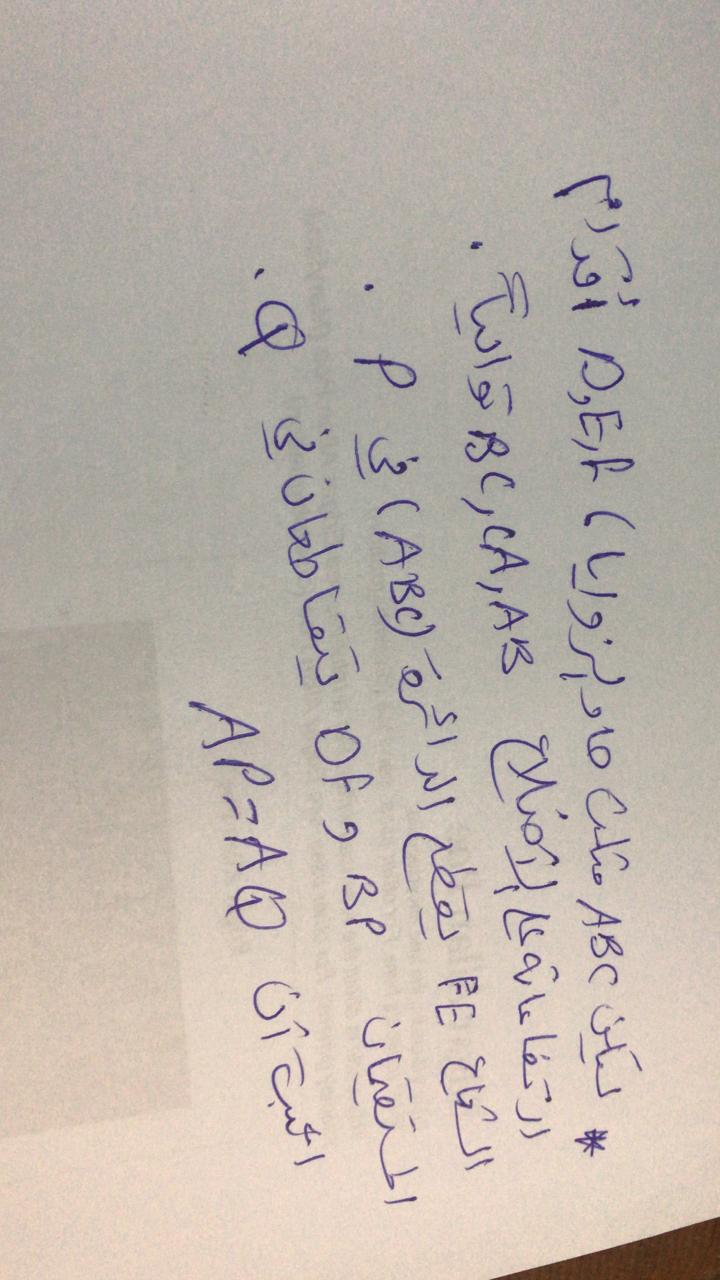 * ليكن ABC مثلث حاد الزوايا ( D,E,F أقدام
ارتفاعاته على الأضلاع BC,CA,AB توالياً .
الشعاع FE يقطع الدائرة (ABC) في P .
المستقيمان BP و DF يتقاطعان في Q .
اثبت أن AP=AQ